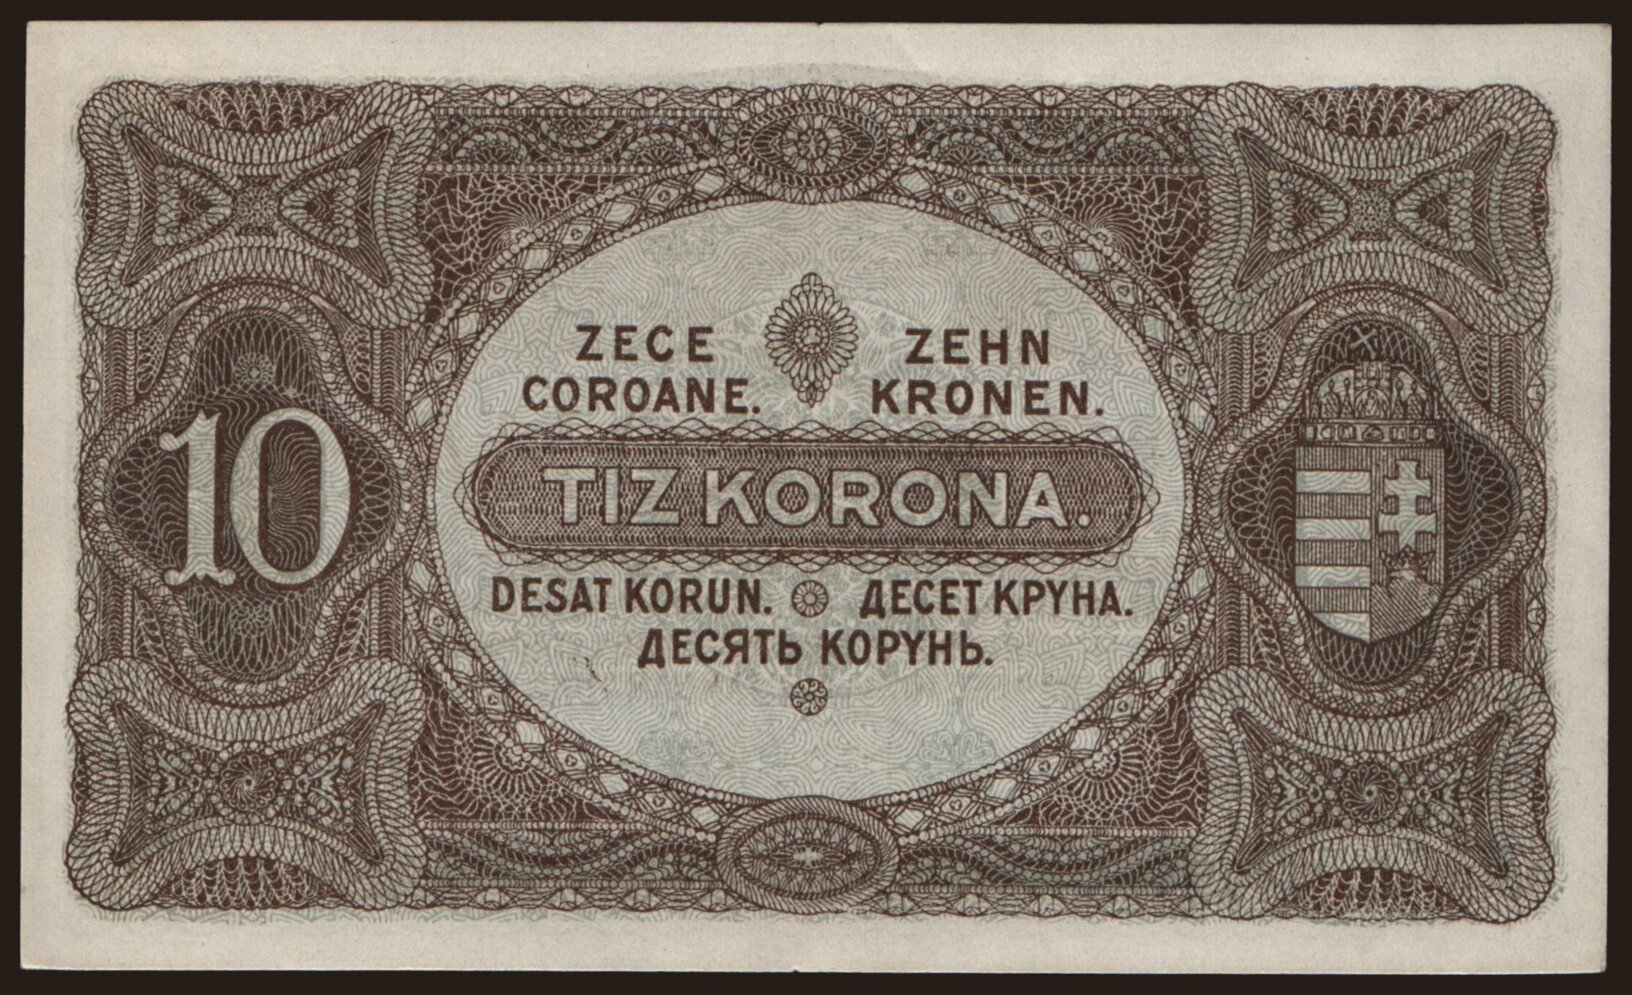 ZECE
COROANE.
ZEHN
KRONEN.
10
TIZ KORONA.
DESAT KORUN.
ДЕСЕТ КРУНА.
ДЕСЯТЬ КОРУНЬ.